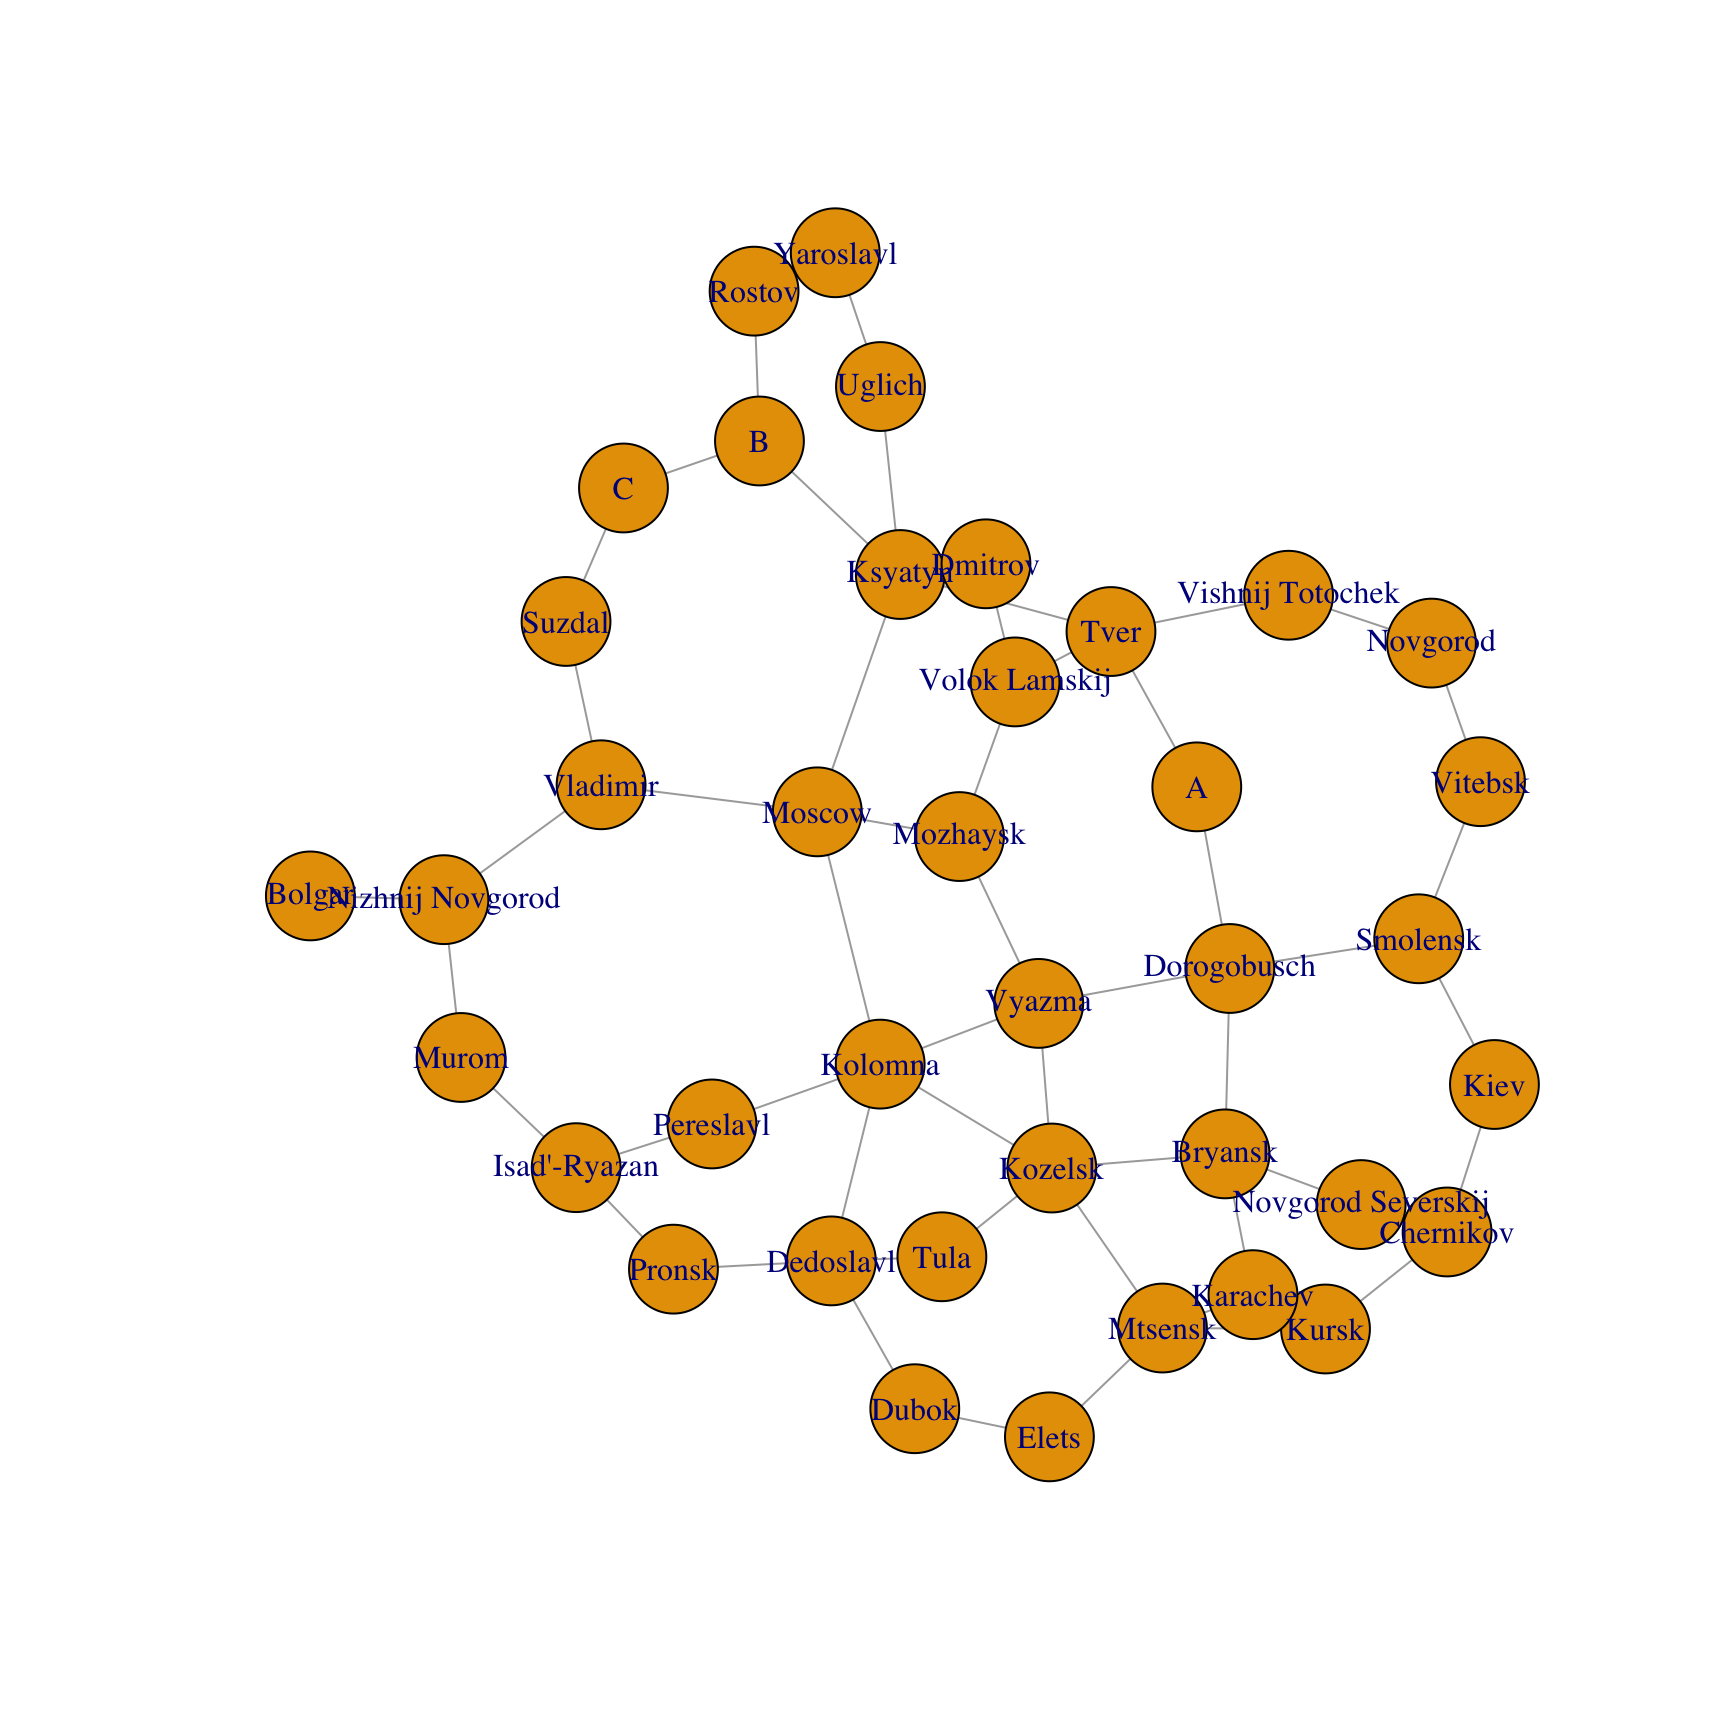 Yaroslavl
Rostov
Uglich
B
C
Ksyatyn
Dmitrov
Vishnij Totochek
Suzdal
Tver
Novgorod
Volok Lamskij
Vladimir
A
Vitebsk
Moscow
Mozhaysk
Bolgar
Nizhnij Novgorod
Smolensk
Dorogobusch
Vyazma
Murom
Kolomna
Kiev
Pereslavl
Bryansk
Isad'-Ryazan
Kozelsk
Novgorod Severskij
Chernikov
Tula
Dedoslavl
Pronsk
Karachev
Mtsensk
Kursk
Dubok
Elets